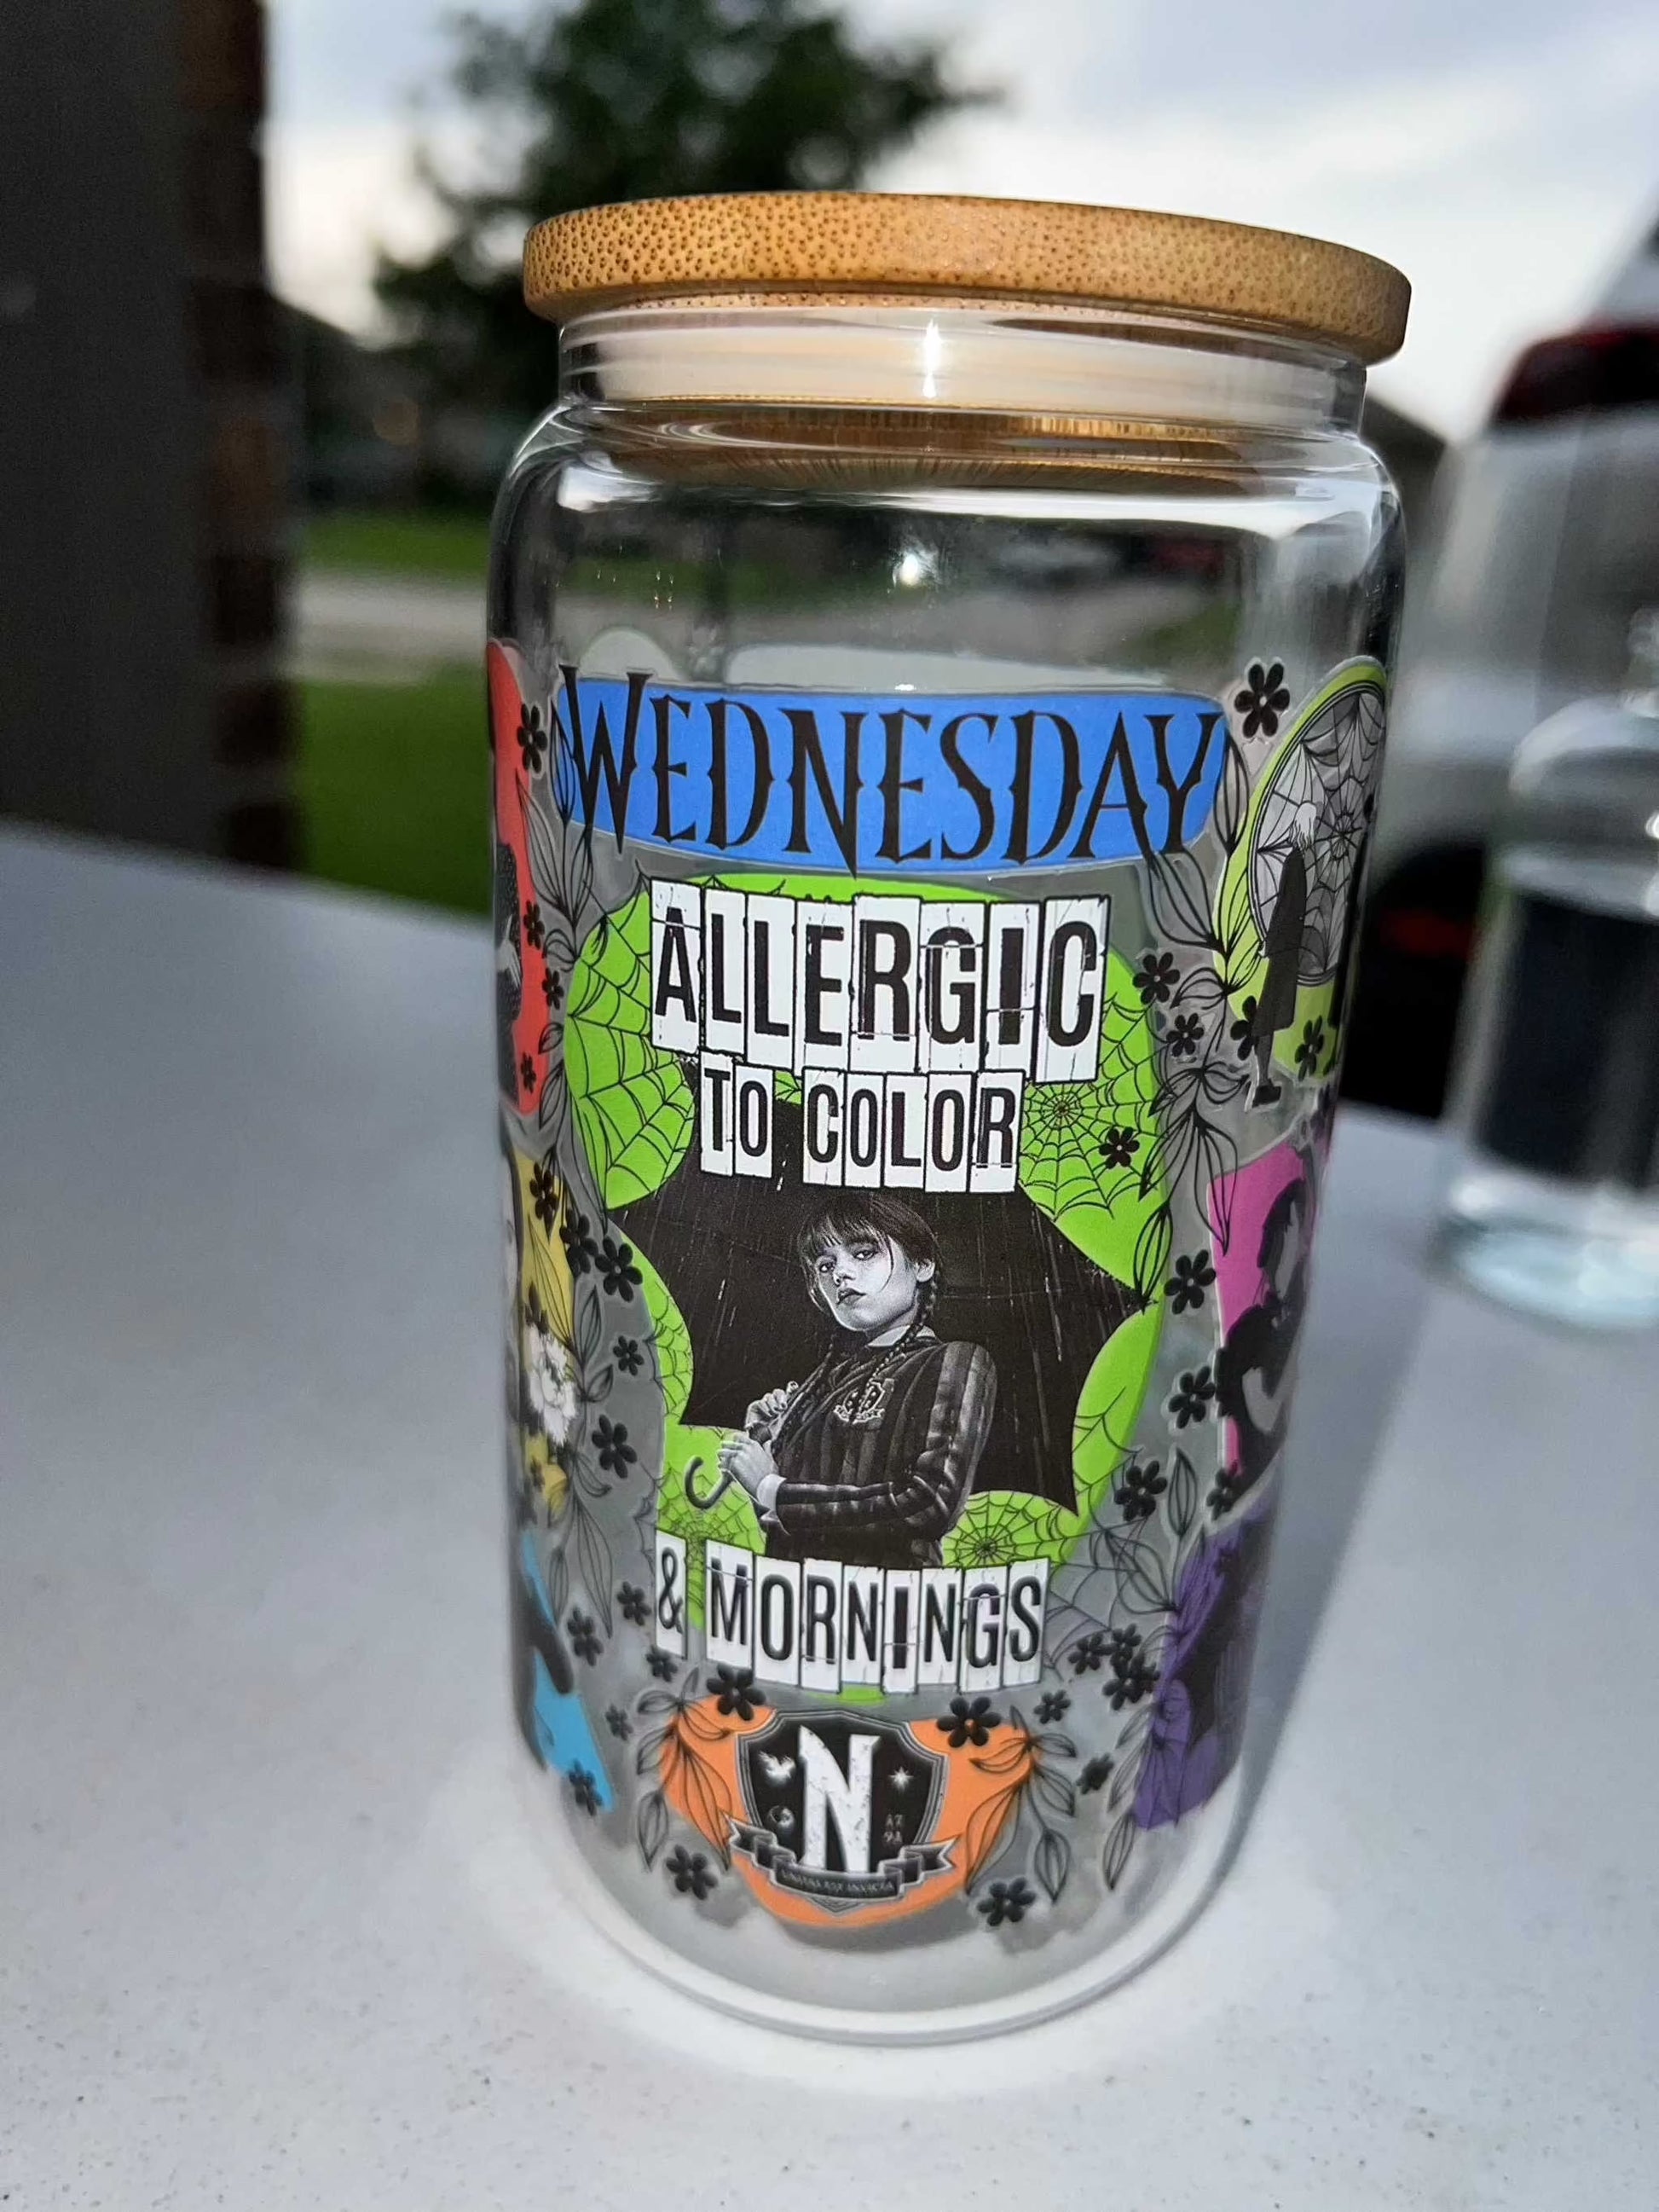 WEDNESDAY
ALLERGIC
TO COLOR
& MORNINGS
N